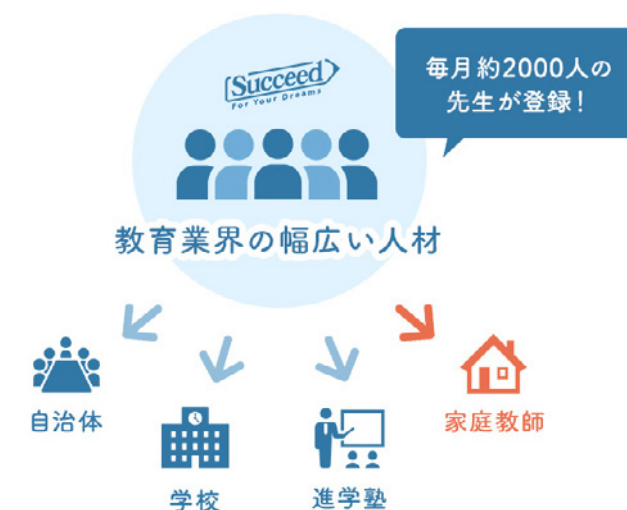 Succeed
For Your Dreams
毎月約2000人の
先生が登録！
教育業界の幅広い人材
自治体
学校
進学塾
家庭教師